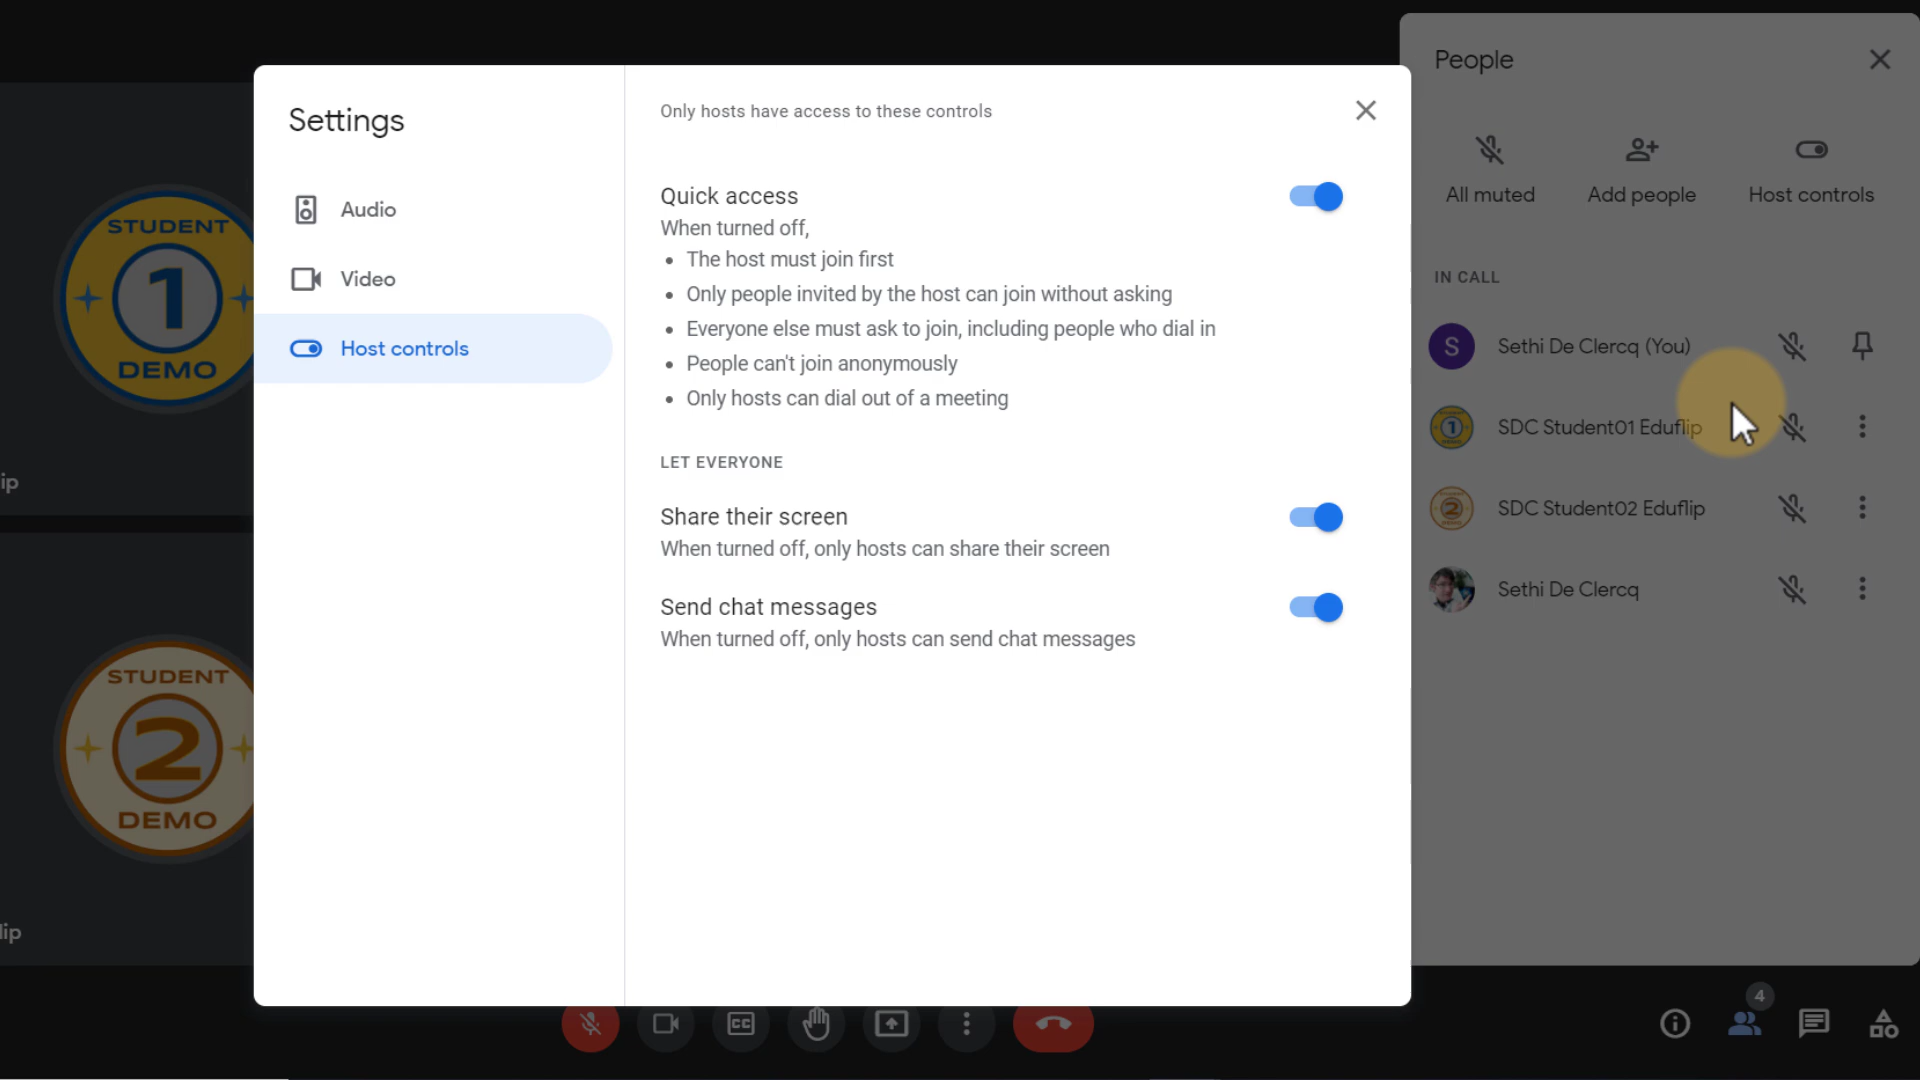 Settings
Audio
Video
Host controls
Only hosts have access to these controls
Quick access
When turned off,
• The host must join first
• Only people invited by the host can join without asking
• Everyone else must ask to join, including people who dial in
• People can't join anonymously
• Only hosts can dial out of a meeting
LET EVERYONE
Share their screen
When turned off, only hosts can share their screen
Send chat messages
When turned off, only hosts can send chat messages
People
All muted
Add people
Host controls
IN CALL
S
Sethi De Clercq (You)
1
SDC Student01 Eduflip
2
SDC Student02 Eduflip
Sethi De Clercq
STUDENT
1
DEMO
ip
STUDENT
2
DEMO
lip
CC
4